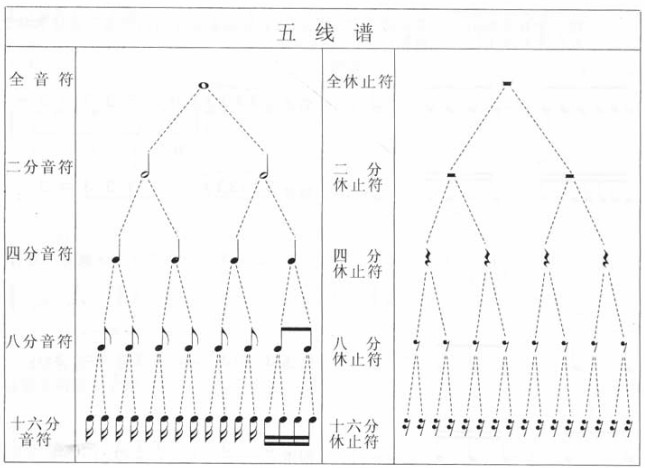 五线谱
全音符
全休止符
二分音符
二分
休止符
四分音符
四分
休止符
八分音符
八分
休止符
十六分
音符
十六分
休止符